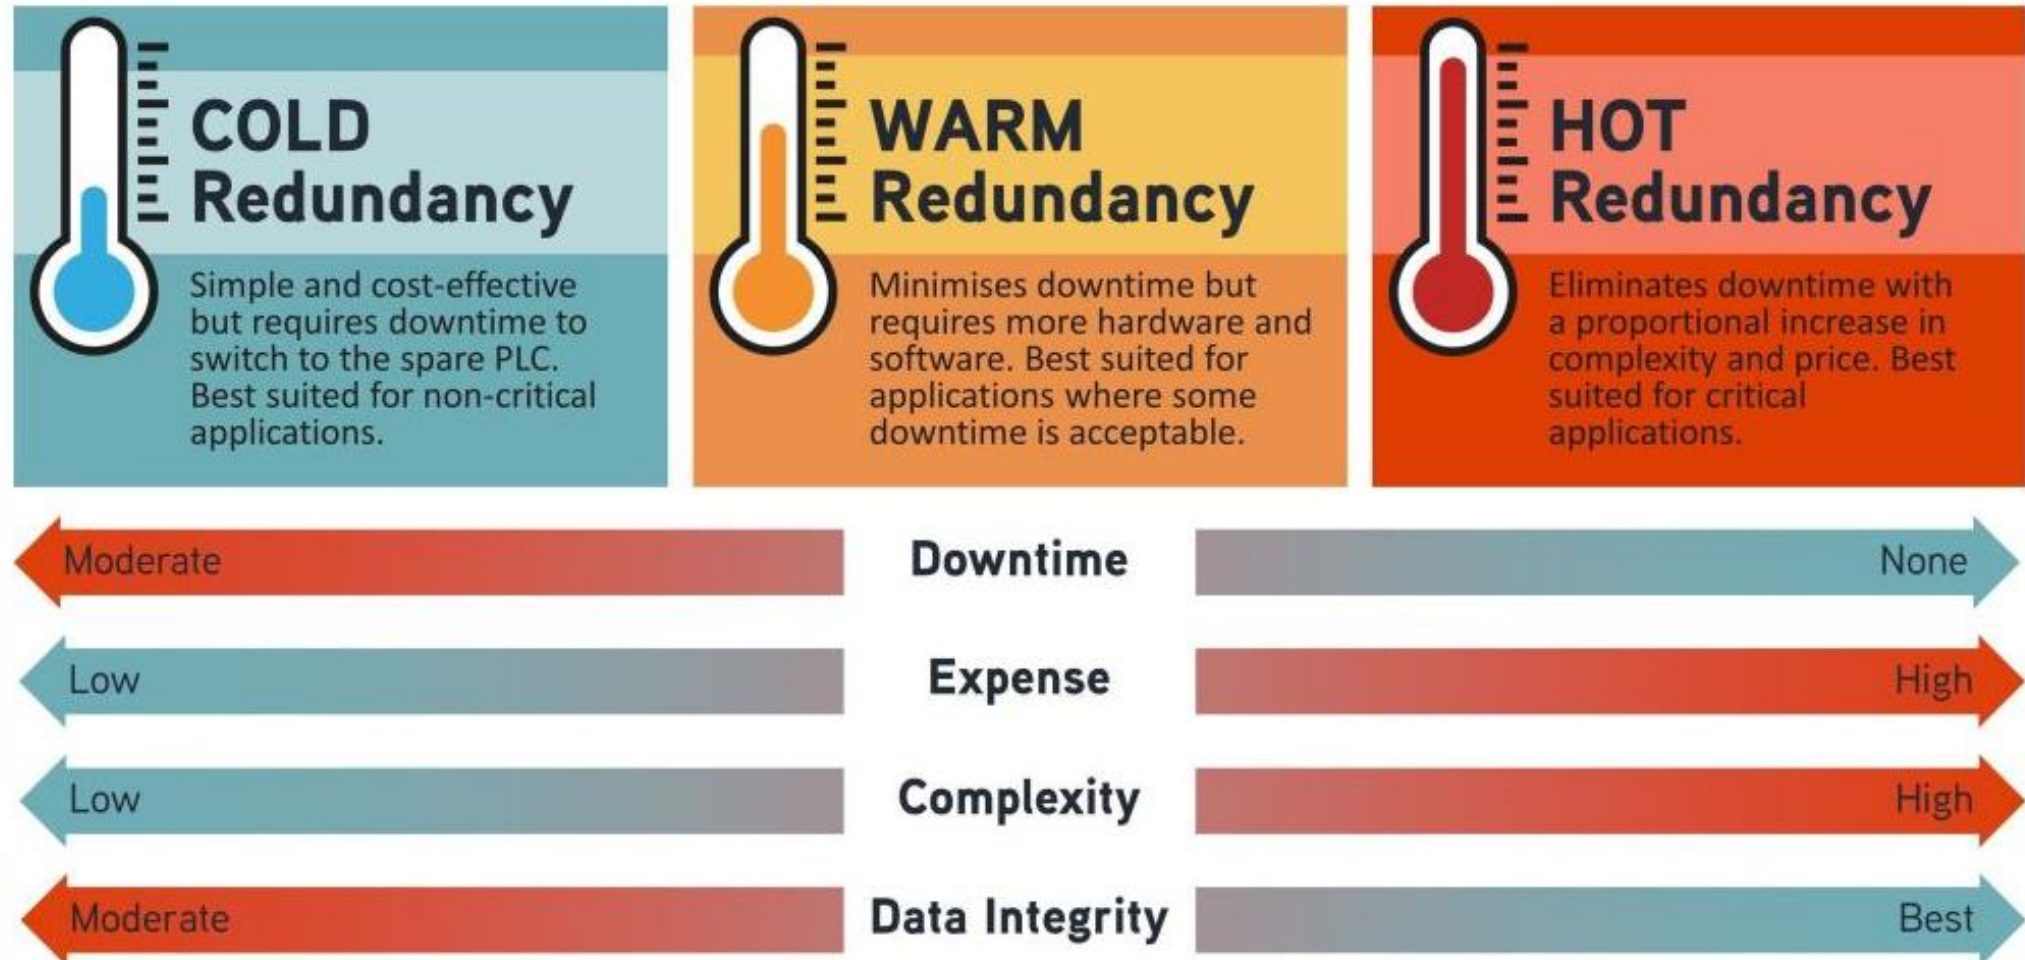 COLD
Redundancy
Simple and cost-effective
but requires downtime to
switch to the spare PLC.
Best suited for non-critical
applications.
WARM
Redundancy
Minimises downtime but
requires more hardware and
software. Best suited for
applications where some
downtime is acceptable.
HOT
Redundancy
Eliminates downtime with
a proportional increase in
complexity and price. Best
suited for critical
applications.
Moderate Downtime None
Low Expense High
Low Complexity High
Moderate Data Integrity Best